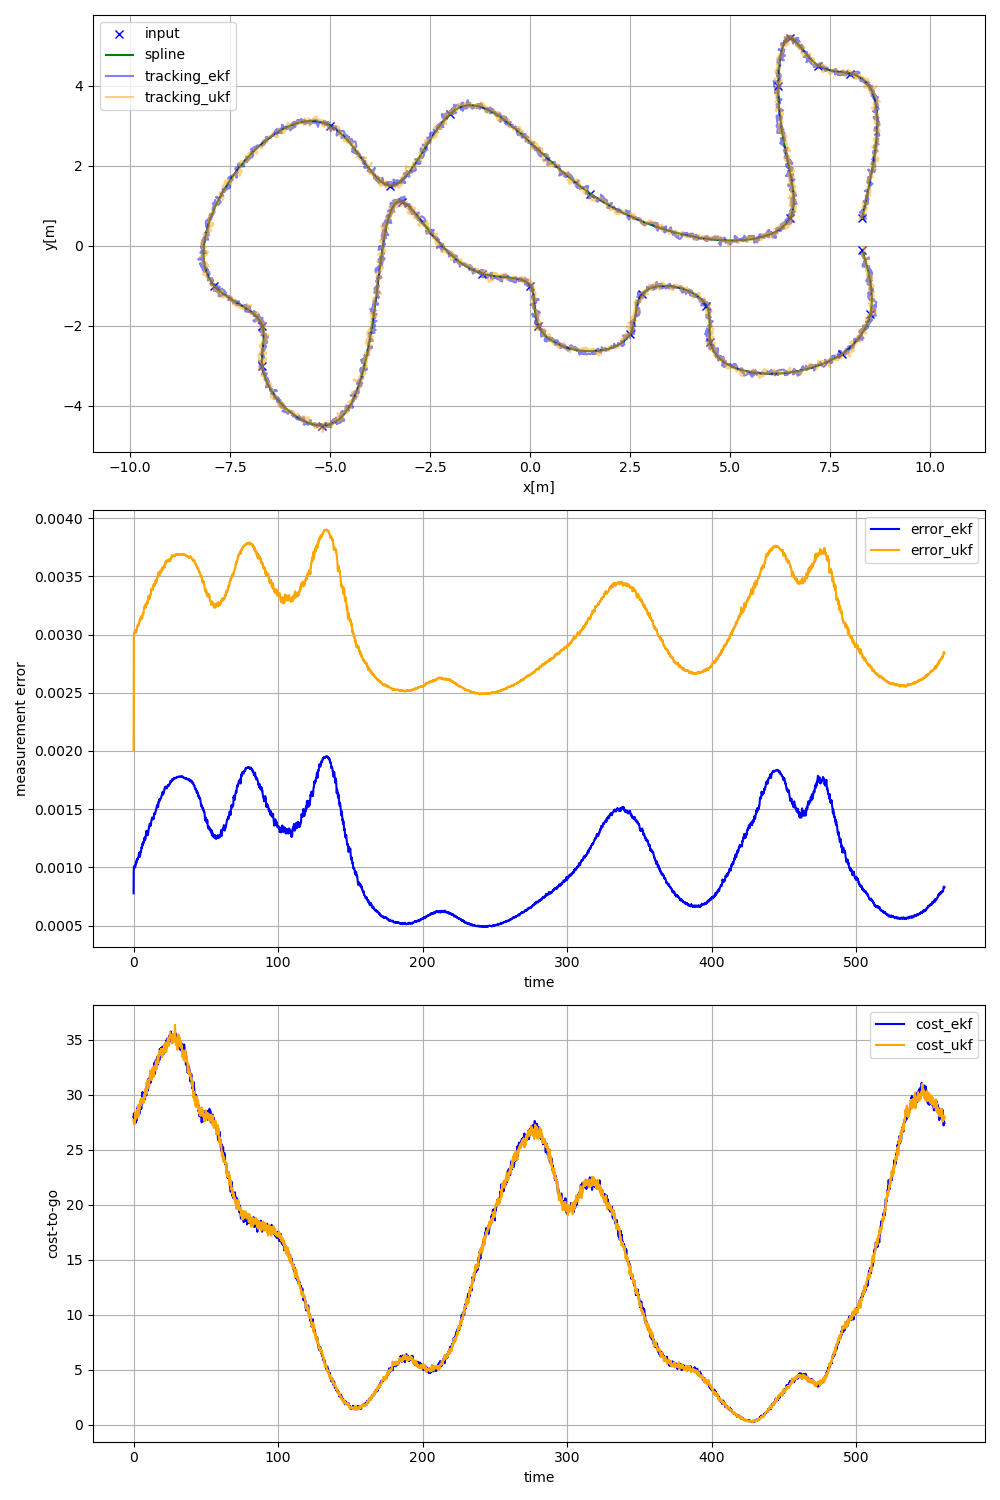 input
spline
tracking_ekf
tracking_ukf
4
2
0
−2
−4
y[m]
−10.0 −7.5 −5.0 −2.5 0.0 2.5 5.0 7.5 10.0
x[m]
error_ekf
error_ukf
0.0040
0.0035
0.0030
0.0025
0.0020
0.0015
0.0010
0.0005
measurement error
0 100 200 300 400 500
time
cost_ekf
cost_ukf
35
30
25
20
15
10
5
0
cost-to-go
0 100 200 300 400 500
time